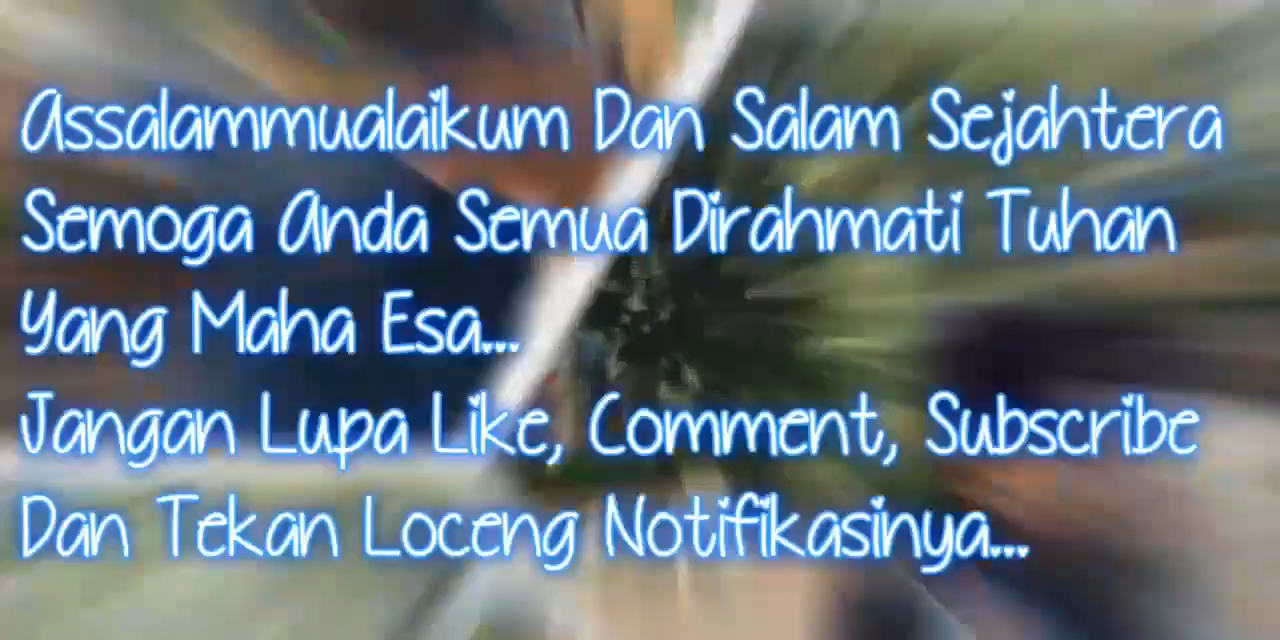 Assalammualaikum Dan Salam Sejahtera
Semoga Anda Semua Dirahmati Tuhan
Yang Maha Esa...
Jangan Lupa Like, Comment, Subscribe
Dan Tekan Loceng Notifikasinya...